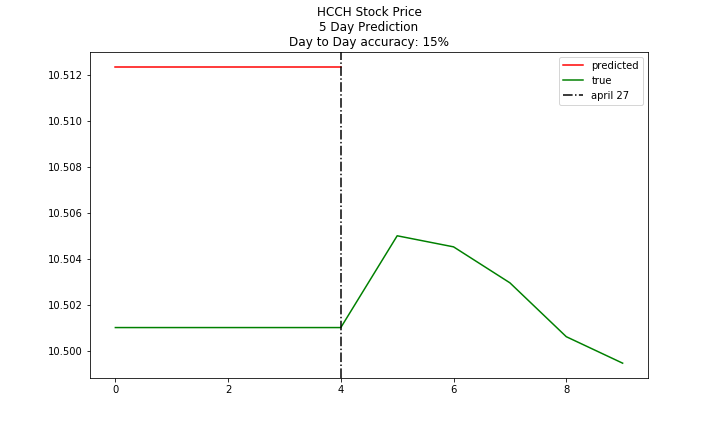 HCCH Stock Price
5 Day Prediction
Day to Day accuracy: 15%
predicted
true
april 27
10.512
10.510
10.508
10.506
10.504
10.502
10.500
0 2 4 6 8